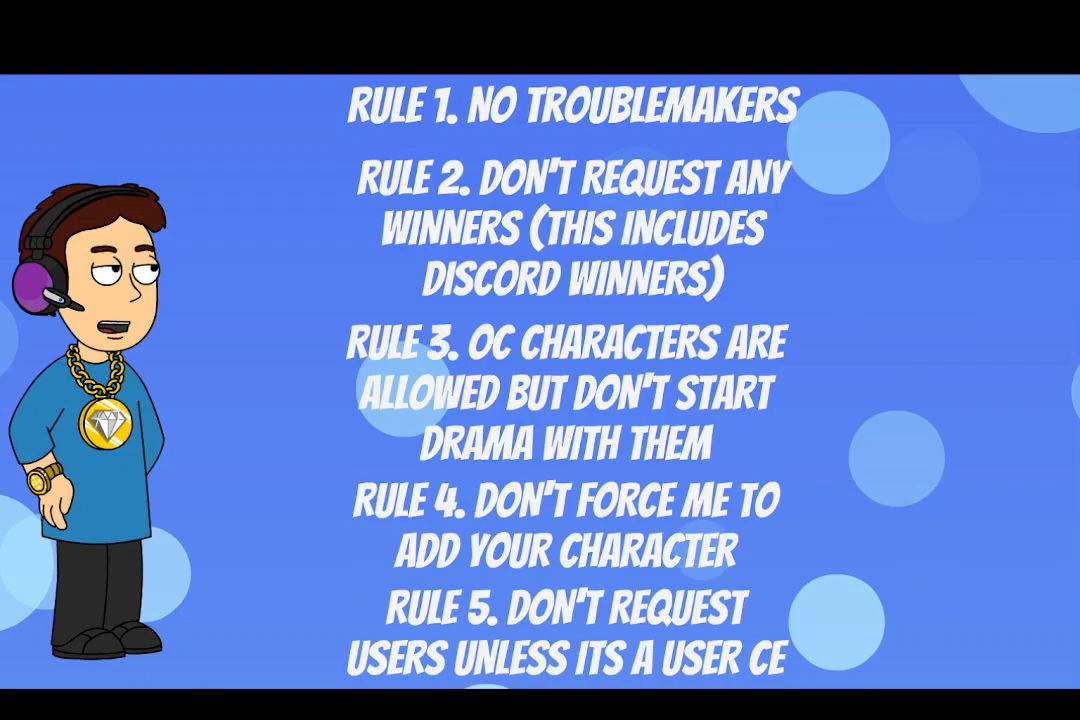 RULE 1. NO TROUBLEMAKERS
RULE 2. DON'T REQUEST ANY
WINNERS (THIS INCLUDES
DISCORD WINNERS)
RULE 3. OC CHARACTERS ARE
ALLOWED BUT DON'T START
DRAMA WITH THEM
RULE 4. DON'T FORCE ME TO
ADD YOUR CHARACTER
RULE 5. DON'T REQUEST
USERS UNLESS ITS A USER CE